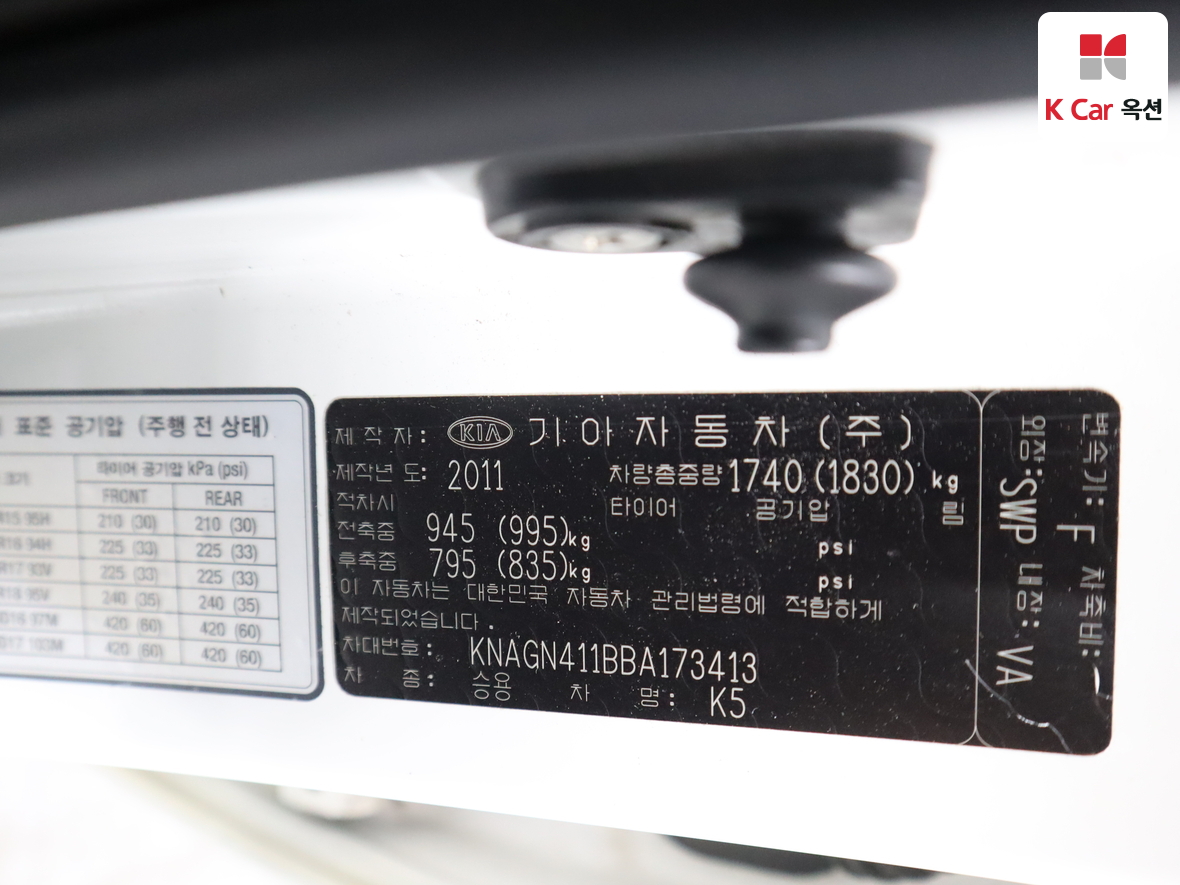 K Car 옥션
표준 공기압 (주행 전 상태)
타이어 공기압 kPa (psi)
FRONT REAR
210 (30) 210 (30)
225 (33) 225 (33)
225 (33) 225 (33)
240 (35) 240 (35)
420 (60) 420 (60)
420 (60) 420 (60)
제작자: KIA 기아자동차(주)
제작년도: 2011 차량총중량 1740 (1830) kg
적차시 타이어 공기압 림
전축중 945 (995)kg psi
후축중 795 (835)kg psi
이 자동차는 대한민국 자동차 관리법령에 적합하게
제작되었습니다.
차대번호: KNAGN411BBA173413
차 종: 승용 차 명: K5
변속기: F 차축비:
외장:SWP 내장:VA